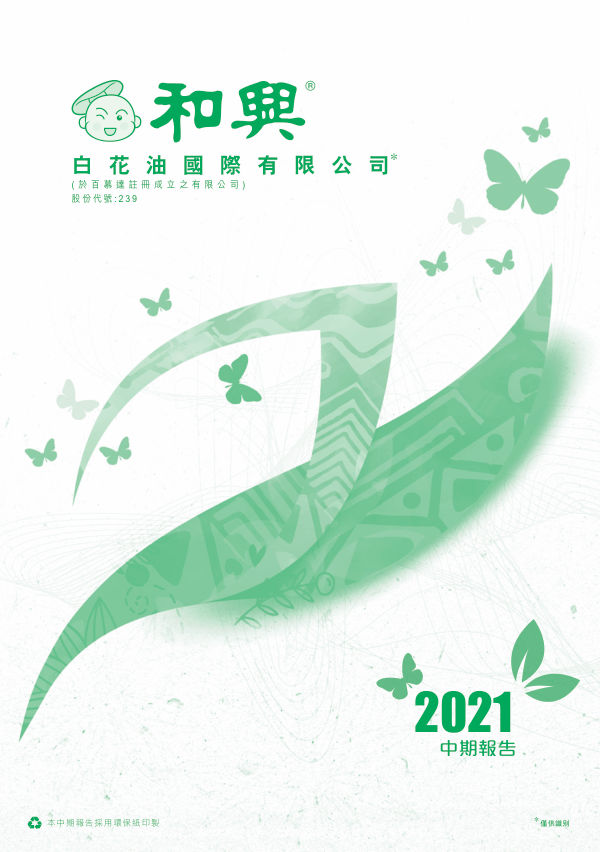 和興®
白花油國際有限公司*
(於百慕達註冊成立之有限公司)
股份代號:239
2021
中期報告
本中期報告採用環保紙印製
*僅供識別